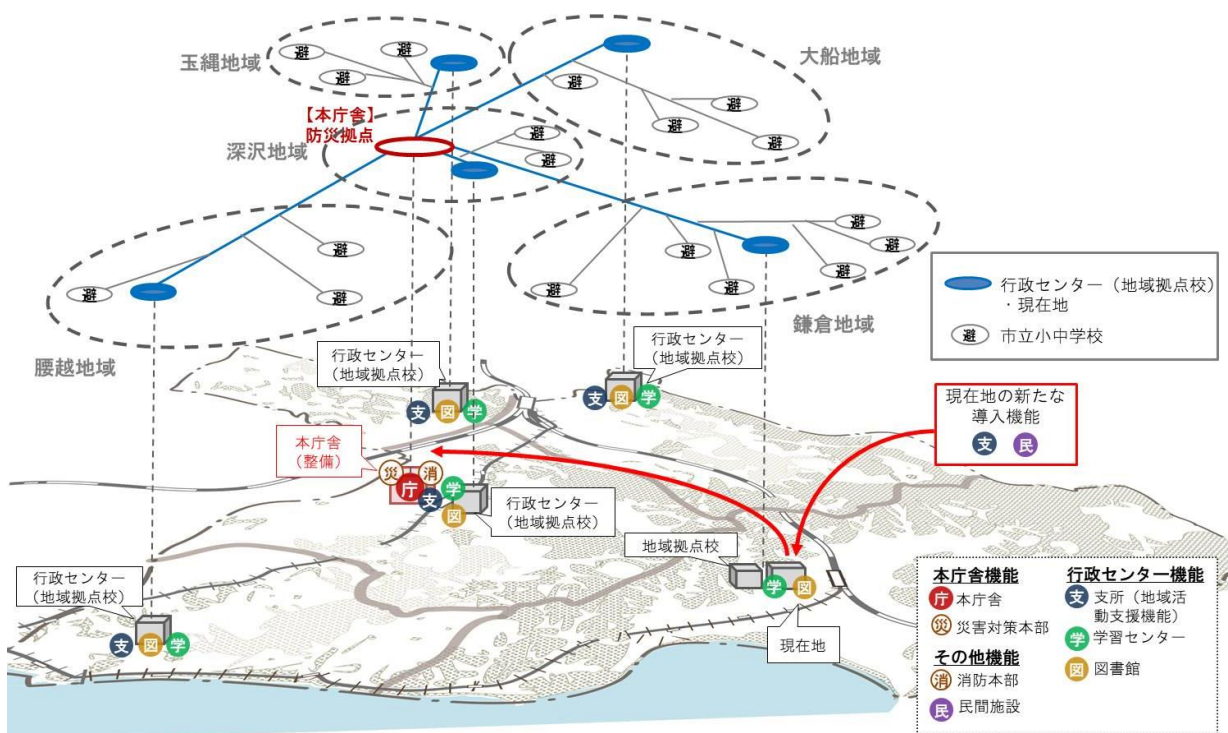 玉縄地域
大船地域
避
避
避
避
避
避
避
【本庁舎】
防災拠点
深沢地域
避
避
避
避
避
避
避
避
避
避
避
鎌倉地域
腰越地域
行政センター(地域拠点校)
・現在地
避
市立小中学校
行政センター
(地域拠点校)
支
図
学
行政センター
(地域拠点校)
支
図
学
現在地の新たな
導入機能
支
民
本庁舎
(整備)
災
消
庁
支
学
図
行政センター
(地域拠点校)
地域拠点校
学
図
現在地
行政センター
(地域拠点校)
支
図
学
本庁舎機能
庁
本庁舎
災
災害対策本部
その他機能
消
消防本部
民
民間施設
行政センター機能
支
支所(地域活
動支援機能)
学
学習センター
図
図書館